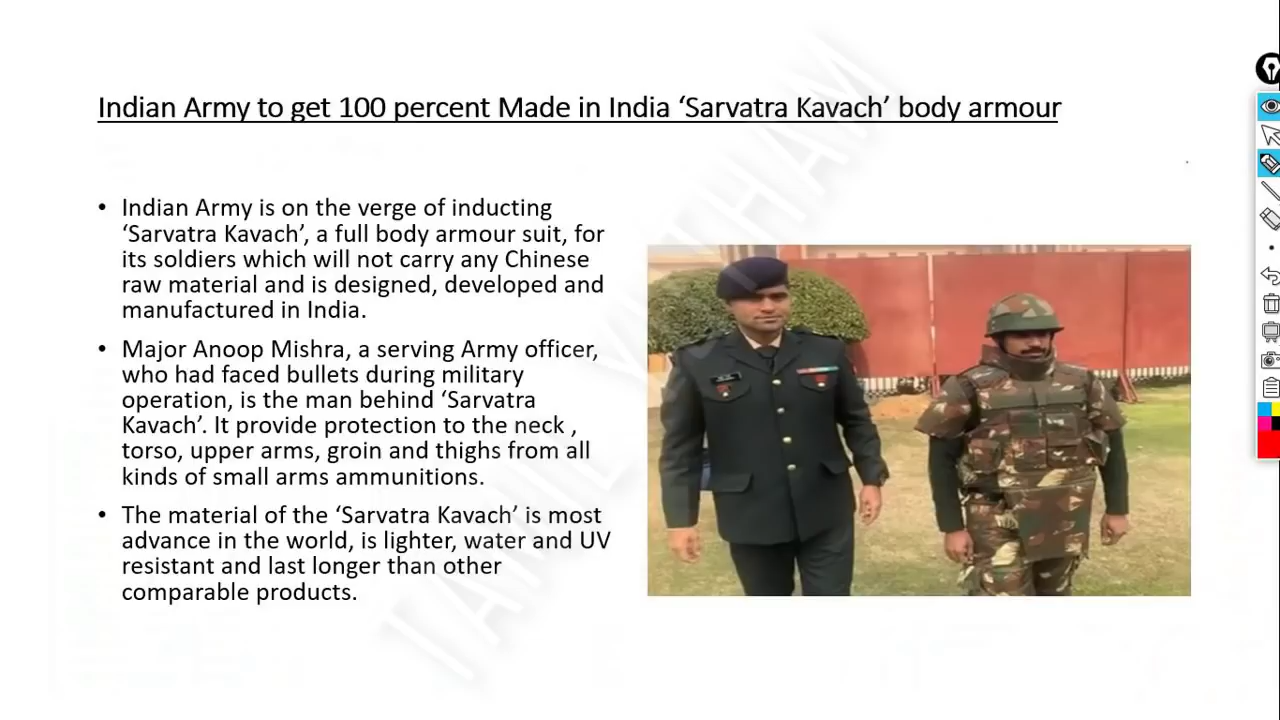 Indian Army to get 100 percent Made in India ‘Sarvatra Kavach’ body armour
• Indian Army is on the verge of inducting
‘Sarvatra Kavach’, a full body armour suit, for
its soldiers which will not carry any Chinese
raw material and is designed, developed and
manufactured in India.
• Major Anoop Mishra, a serving Army officer,
who had faced bullets during military
operation, is the man behind ‘Sarvatra
Kavach’. It provide protection to the neck ,
torso, upper arms, groin and thighs from all
kinds of small arms ammunitions.
• The material of the ‘Sarvatra Kavach’ is most
advance in the world, is lighter, water and UV
resistant and last longer than other
comparable products.